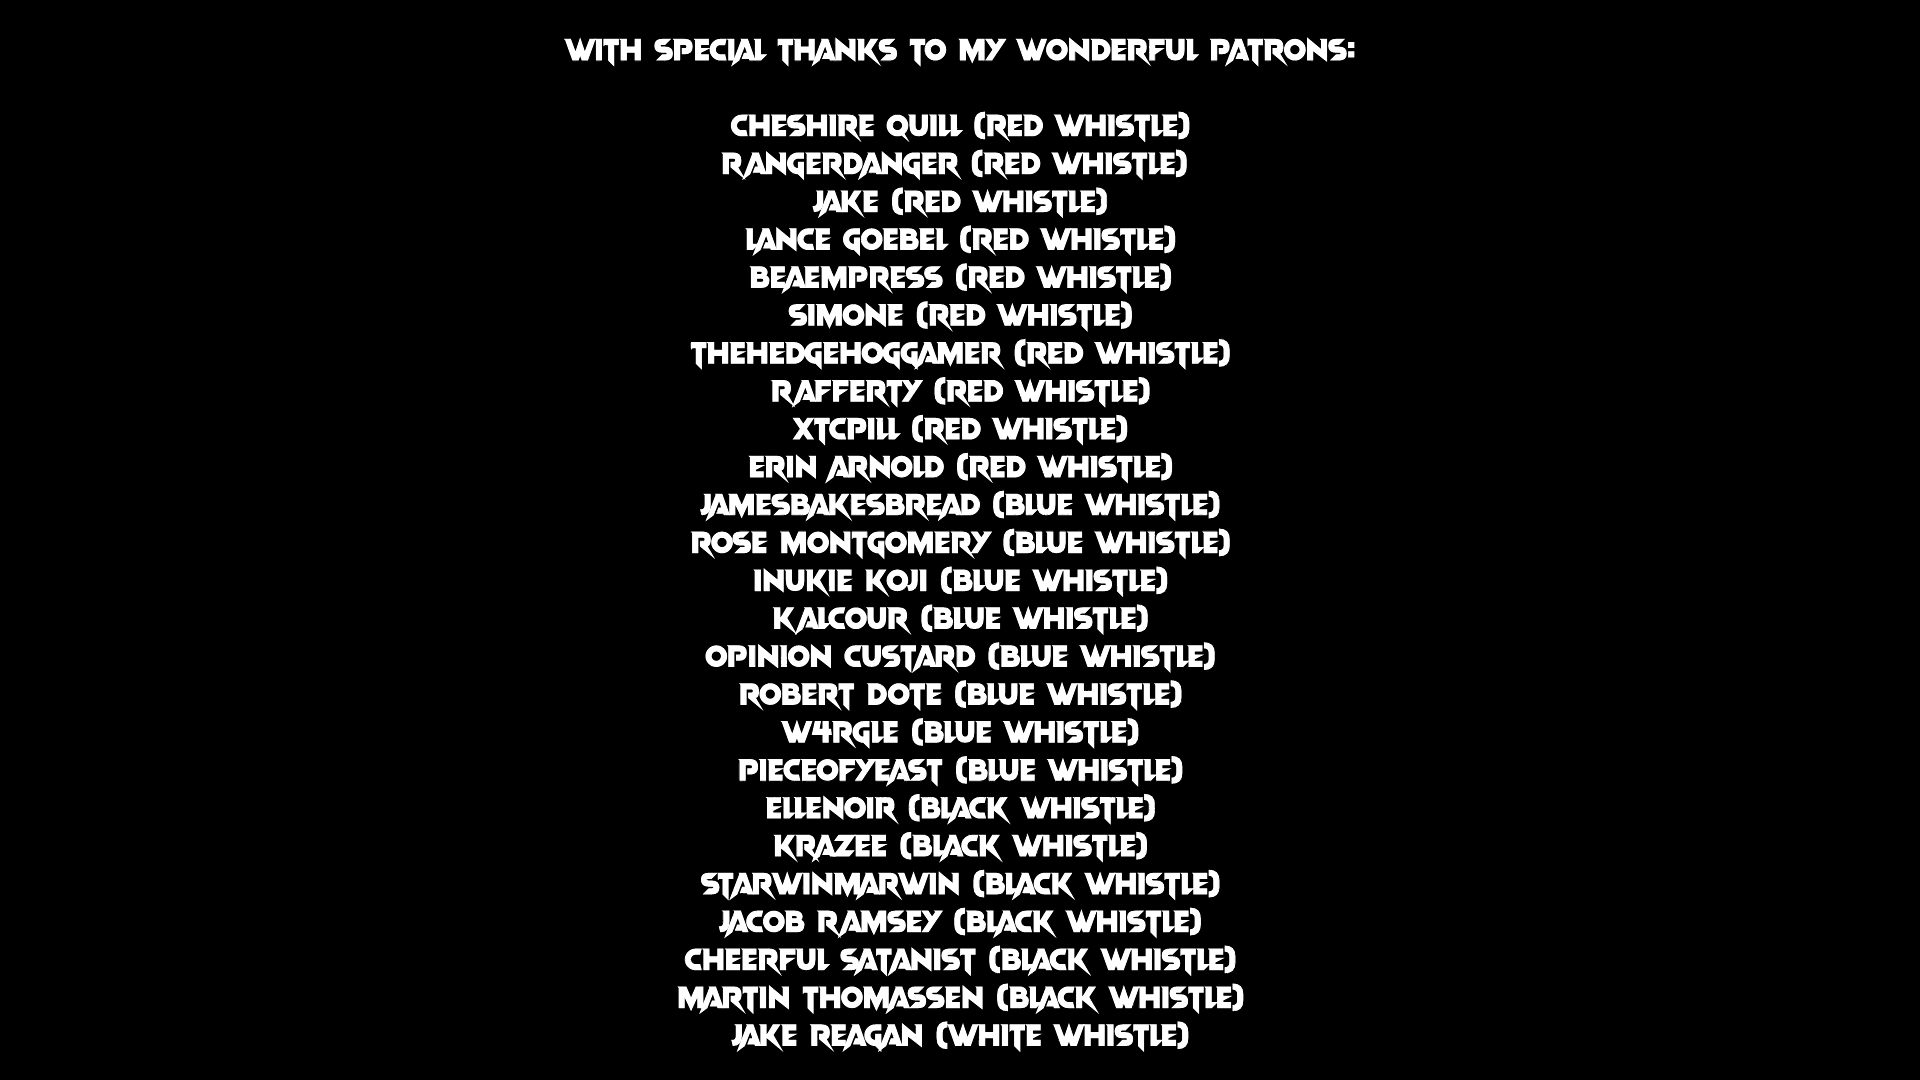 WITH SPECIAL THANKS TO MY WONDERFUL PATRONS:
CHESHIRE QUILL (RED WHISTLE)
RANGERDANGER (RED WHISTLE)
JAKE (RED WHISTLE)
LANCE GOEBEL (RED WHISTLE)
BEAEMPRESS (RED WHISTLE)
SIMONE (RED WHISTLE)
THEHEDGEHOGGAMER (RED WHISTLE)
RAFFERTY (RED WHISTLE)
XTCPILL (RED WHISTLE)
ERIN ARNOLD (RED WHISTLE)
JAMESBAKESBREAD (BLUE WHISTLE)
ROSE MONTGOMERY (BLUE WHISTLE)
INUKIE KOJI (BLUE WHISTLE)
KALCOUR (BLUE WHISTLE)
OPINION CUSTARD (BLUE WHISTLE)
ROBERT DOTE (BLUE WHISTLE)
W4RGLE (BLUE WHISTLE)
PIECEOFYEAST (BLUE WHISTLE)
ELLENOIR (BLACK WHISTLE)
KRAZEE (BLACK WHISTLE)
STARWINMARWIN (BLACK WHISTLE)
JACOB RAMSEY (BLACK WHISTLE)
CHEERFUL SATANIST (BLACK WHISTLE)
MARTIN THOMASSEN (BLACK WHISTLE)
JAKE REAGAN (WHITE WHISTLE)